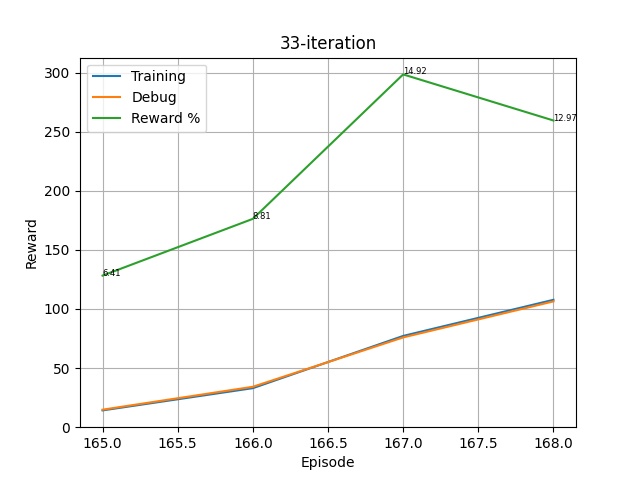 33-iteration
Training
Debug
Reward %
300
250
200
150
100
50
0
Reward
6.41
8.81
14.92
12.97
165.0 165.5 166.0 166.5 167.0 167.5 168.0
Episode